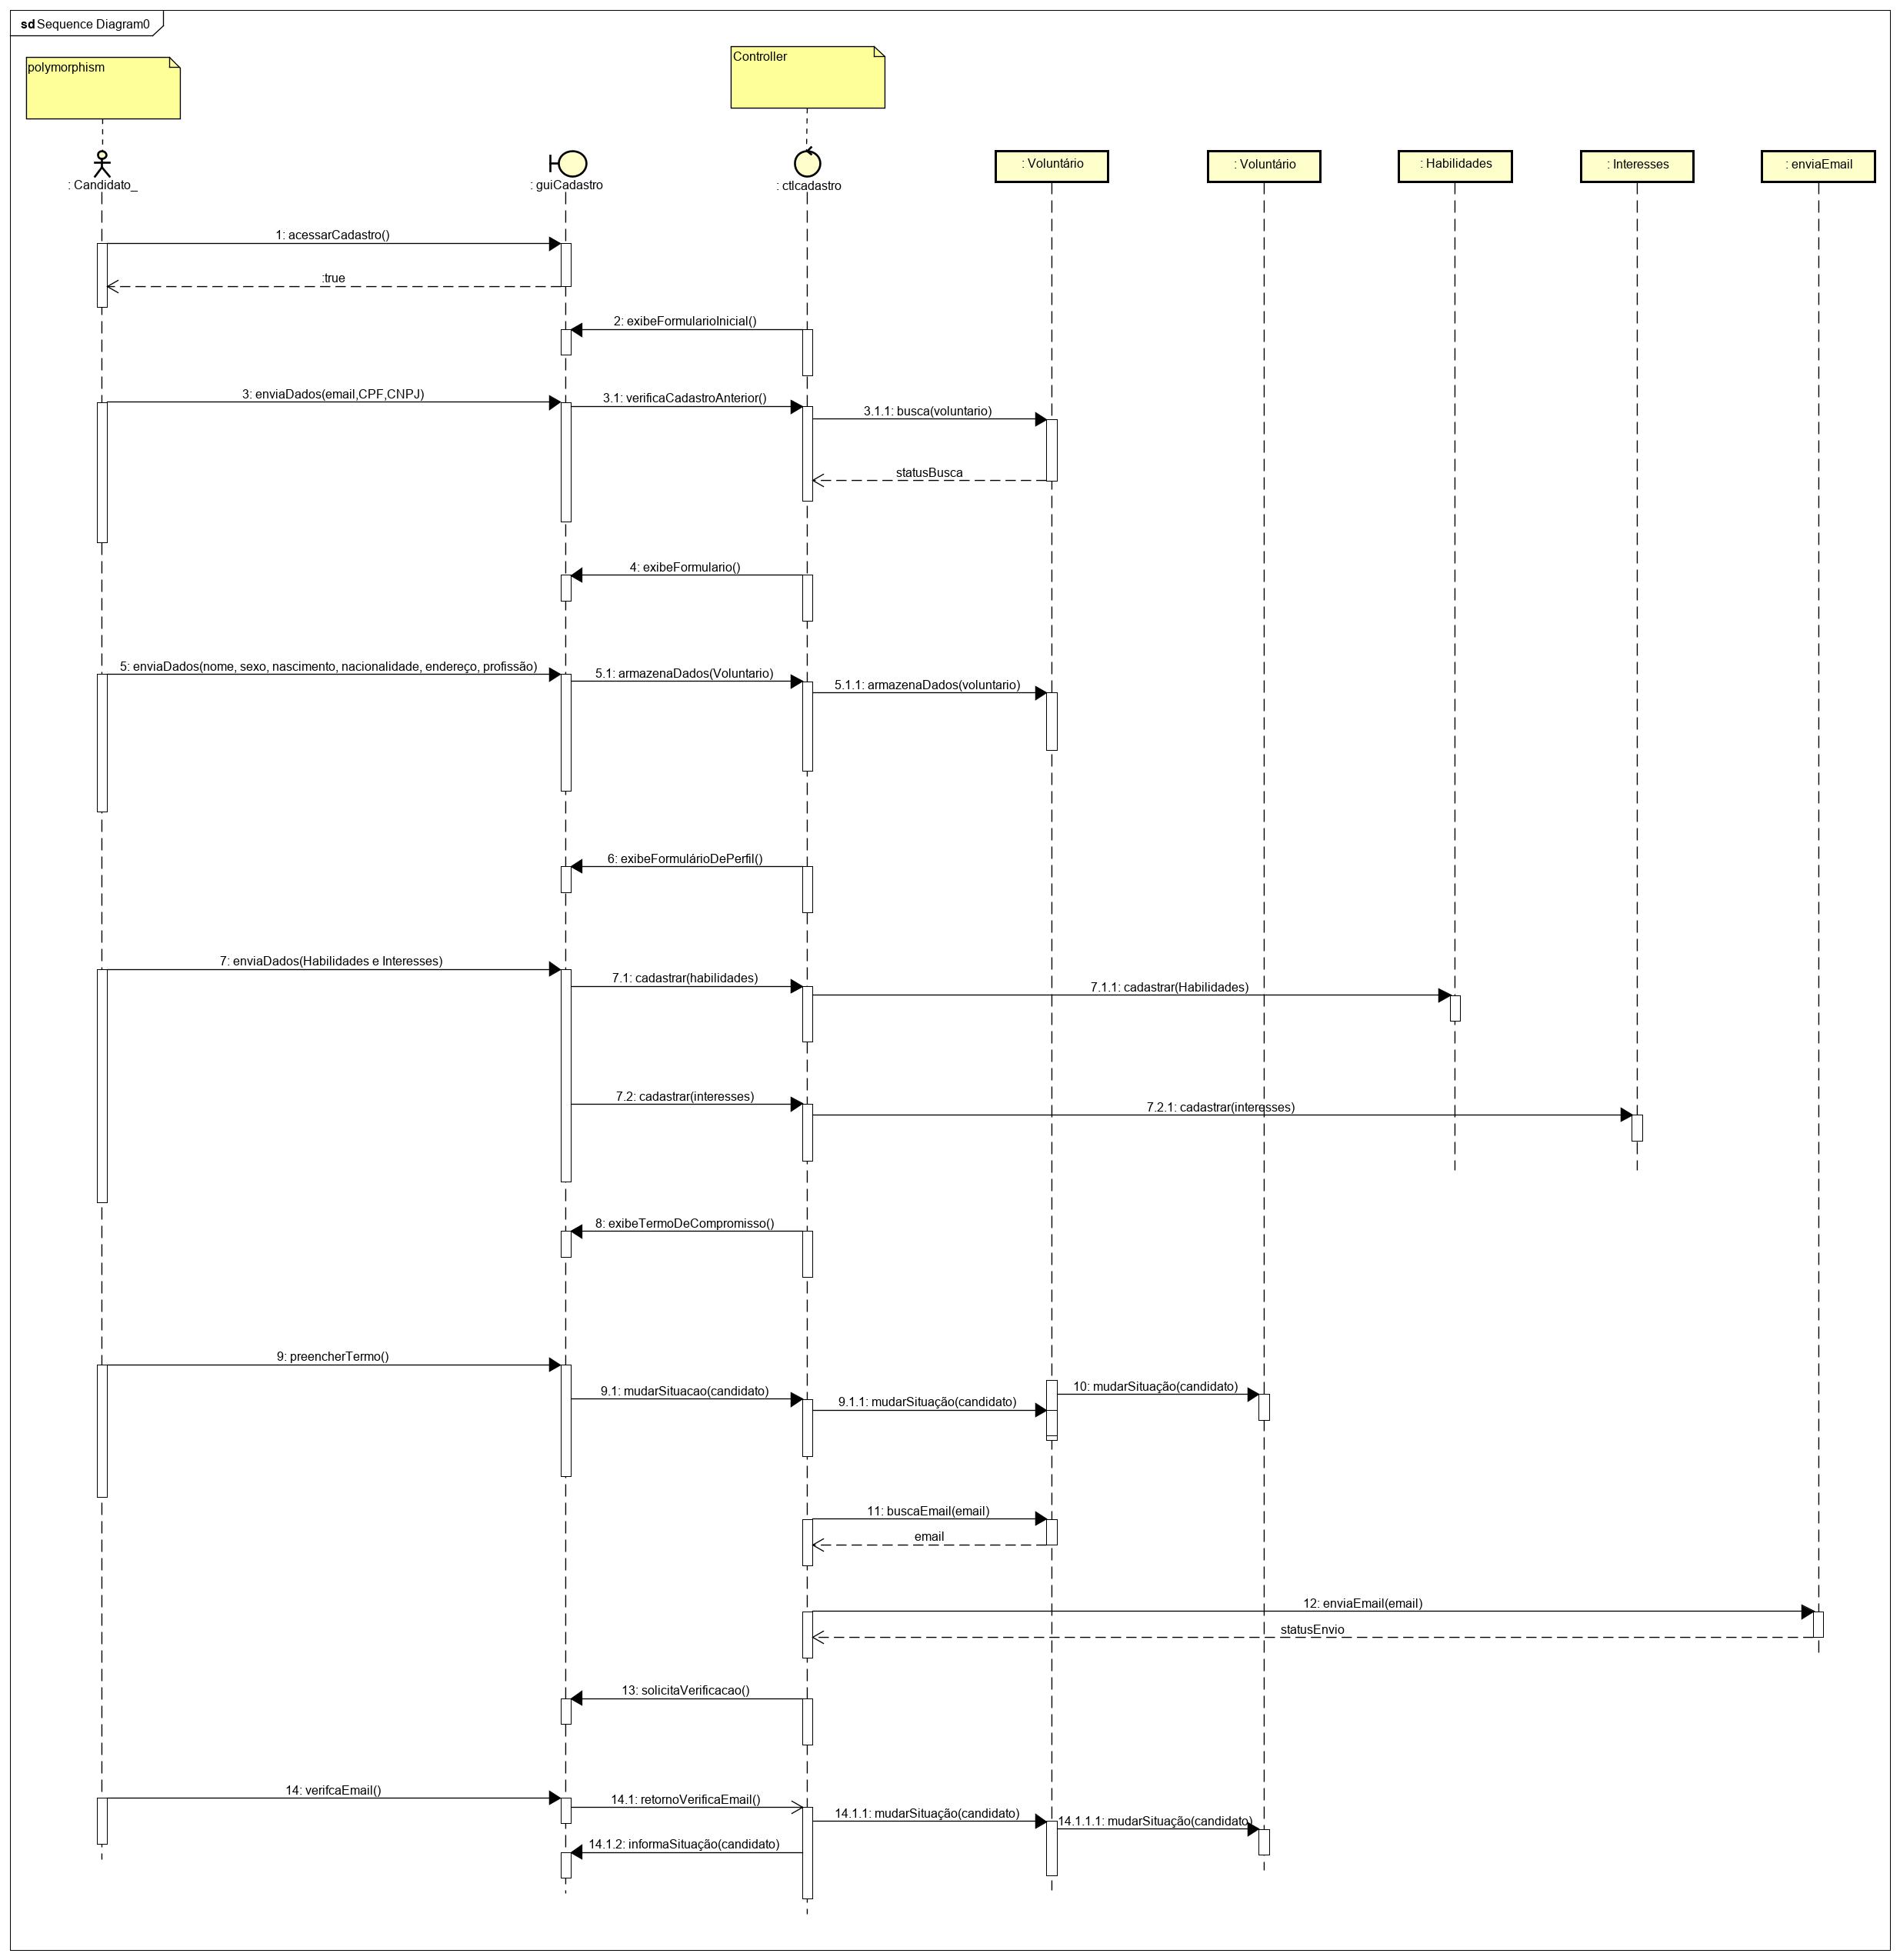 sd Sequence Diagram0
polymorphism
Controller
: Candidato_
: guiCadastro
: ctlcadastro
: Voluntário
: Voluntário
: Habilidades
: Interesses
: enviaEmail
1: acessarCadastro()
:true
2: exibeFormularioInicial()
3: enviaDados(email,CPF,CNPJ)
3.1: verificaCadastroAnterior()
3.1.1: busca(voluntario)
statusBusca
4: exibeFormulario()
5: enviaDados(nome, sexo, nascimento, nacionalidade, endereço, profissão)
5.1: armazenaDados(Voluntario)
5.1.1: armazenaDados(voluntario)
6: exibeFormulárioDePerfil()
7: enviaDados(Habilidades e Interesses)
7.1: cadastrar(habilidades)
7.1.1: cadastrar(Habilidades)
7.2: cadastrar(interesses)
7.2.1: cadastrar(interesses)
8: exibeTermoDeCompromisso()
9: preencherTermo()
9.1: mudarSituacao(candidato)
9.1.1: mudarSituação(candidato)
10: mudarSituação(candidato)
11: buscaEmail(email)
email
12: enviaEmail(email)
statusEnvio
13: solicitaVerificacao()
14: verifcaEmail()
14.1: retornoVerificaEmail()
14.1.1: mudarSituação(candidato)
14.1.1.1: mudarSituação(candidato)
14.1.2: informaSituação(candidato)